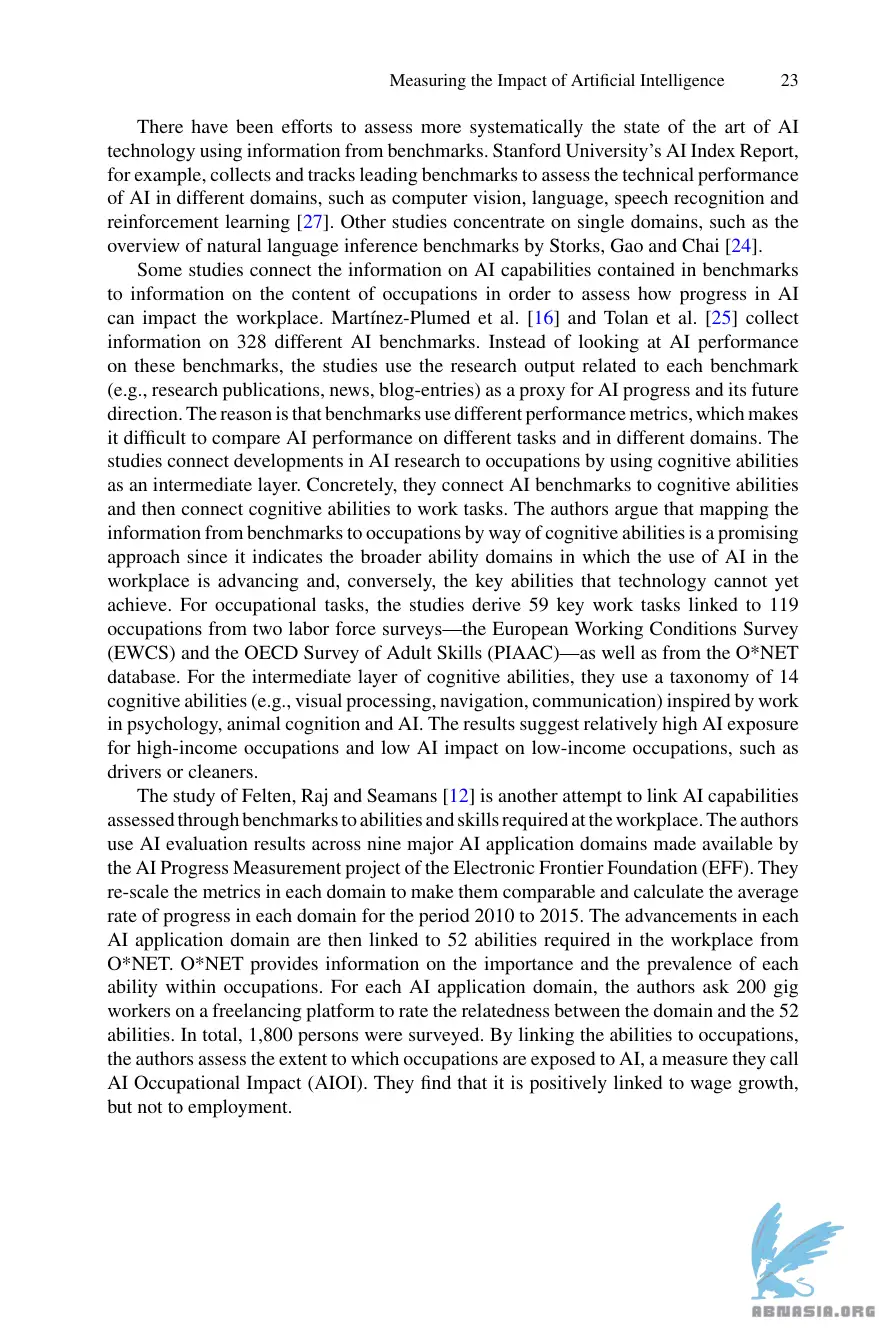 Measuring the Impact of Artificial Intelligence 23
There have been efforts to assess more systematically the state of the art of AI
technology using information from benchmarks. Stanford University’s AI Index Report,
for example, collects and tracks leading benchmarks to assess the technical performance
of AI in different domains, such as computer vision, language, speech recognition and
reinforcement learning [27]. Other studies concentrate on single domains, such as the
overview of natural language inference benchmarks by Storks, Gao and Chai [24].
Some studies connect the information on AI capabilities contained in benchmarks
to information on the content of occupations in order to assess how progress in AI
can impact the workplace. Martínez-Plumed et al. [16] and Tolan et al. [25] collect
information on 328 different AI benchmarks. Instead of looking at AI performance
on these benchmarks, the studies use the research output related to each benchmark
(e.g., research publications, news, blog-entries) as a proxy for AI progress and its future
direction. The reason is that benchmarks use different performance metrics, which makes
it difficult to compare AI performance on different tasks and in different domains. The
studies connect developments in AI research to occupations by using cognitive abilities
as an intermediate layer. Concretely, they connect AI benchmarks to cognitive abilities
and then connect cognitive abilities to work tasks. The authors argue that mapping the
information from benchmarks to occupations by way of cognitive abilities is a promising
approach since it indicates the broader ability domains in which the use of AI in the
workplace is advancing and, conversely, the key abilities that technology cannot yet
achieve. For occupational tasks, the studies derive 59 key work tasks linked to 119
occupations from two labor force surveys—the European Working Conditions Survey
(EWCS) and the OECD Survey of Adult Skills (PIAAC)—as well as from the O*NET
database. For the intermediate layer of cognitive abilities, they use a taxonomy of 14
cognitive abilities (e.g., visual processing, navigation, communication) inspired by work
in psychology, animal cognition and AI. The results suggest relatively high AI exposure
for high-income occupations and low AI impact on low-income occupations, such as
drivers or cleaners.
The study of Felten, Raj and Seamans [12] is another attempt to link AI capabilities
assessed through benchmarks to abilities and skills required at the workplace. The authors
use AI evaluation results across nine major AI application domains made available by
the AI Progress Measurement project of the Electronic Frontier Foundation (EFF). They
re-scale the metrics in each domain to make them comparable and calculate the average
rate of progress in each domain for the period 2010 to 2015. The advancements in each
AI application domain are then linked to 52 abilities required in the workplace from
O*NET. O*NET provides information on the importance and the prevalence of each
ability within occupations. For each AI application domain, the authors ask 200 gig
workers on a freelancing platform to rate the relatedness between the domain and the 52
abilities. In total, 1,800 persons were surveyed. By linking the abilities to occupations,
the authors assess the extent to which occupations are exposed to AI, a measure they call
AI Occupational Impact (AIOI). They find that it is positively linked to wage growth,
but not to employment.
ABNASIA.ORG